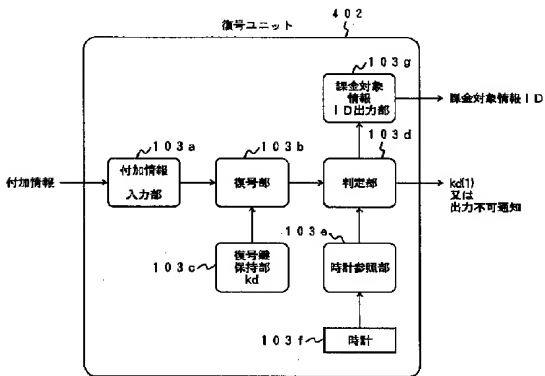 復号ユニット
402
103g
課金対象
情報
ID出力部
課金対象情報ID
103a
103b
103d
付加情報
付加情報
入力部
復号部
判定部
kd(1)
又は
出力不可通知
103c
復号鍵
保持部
kd
103e
時計参照部
103f
時計